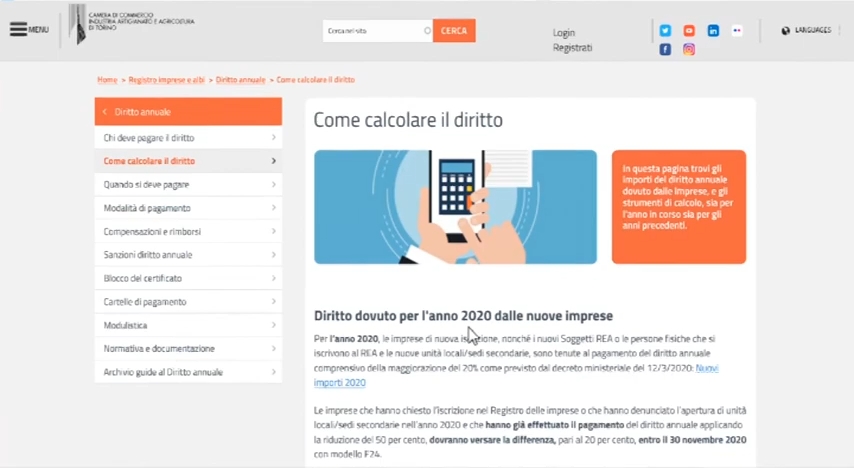 MENU
CAMERA DI COMMERCIO
INDUSTRIA ARTIGIANATO E AGRICOLTURA
DI TORINO
Cerca nel sito
CERCA
Login
Registrati
LANGUAGES
Home > Registro imprese e albi > Diritto annuale > Come calcolare il diritto
Diritto annuale
Chi deve pagare il diritto
Come calcolare il diritto
Quando si deve pagare
Modalità di pagamento
Compensazioni e rimborsi
Sanzioni diritto annuale
Blocco del certificato
Cartelle di pagamento
Modulistica
Normativa e documentazione
Archivio guide al Diritto annuale
Come calcolare il diritto
In questa pagina trovi gli
importi del diritto annuale
dovuto dalle imprese, e gli
strumenti di calcolo, sia per
l'anno in corso sia per gli
anni precedenti.
Diritto dovuto per l'anno 2020 dalle nuove imprese
Per l'anno 2020, le imprese di nuova iscrizione, nonché i nuovi Soggetti REA o le persone fisiche che si
iscrivono al REA e le nuove unità locali/sedi secondarie, sono tenute al pagamento del diritto annuale
comprensivo della maggiorazione del 20% come previsto dal decreto ministeriale del 12/3/2020: Nuovi
importi 2020
Le imprese che hanno chiesto l'iscrizione nel Registro delle imprese o che hanno denunciato l'apertura di unità
locali/sedi secondarie nell'anno 2020 e che hanno già effettuato il pagamento del diritto annuale applicando
la riduzione del 50 per cento, dovranno versare la differenza, pari al 20 per cento, entro il 30 novembre 2020
con modello F24.